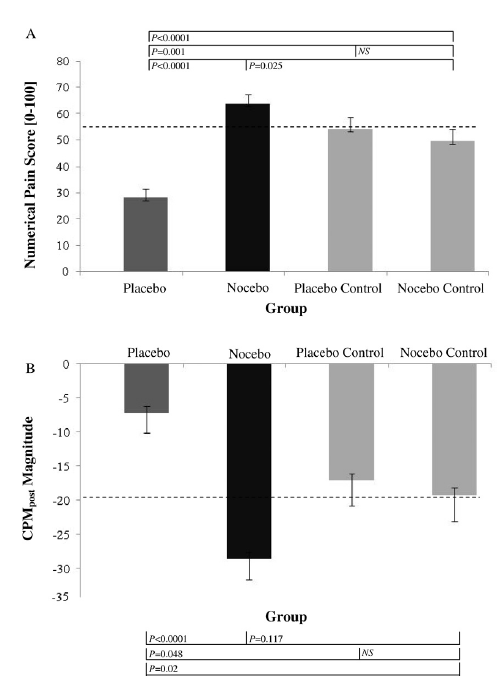 A
P<0.0001
P=0.001 NS
P<0.0001 P=0.025
Numerical Pain Score [0-100]
80
70
60
50
40
30
20
10
0
Placebo Nocebo Placebo Control Nocebo Control
Group
B
Placebo Nocebo Placebo Control Nocebo Control
CPMpost Magnitude
0
-5
-10
-15
-20
-25
-30
-35
Group
P<0.0001 P=0.117
P=0.048 NS
P=0.02